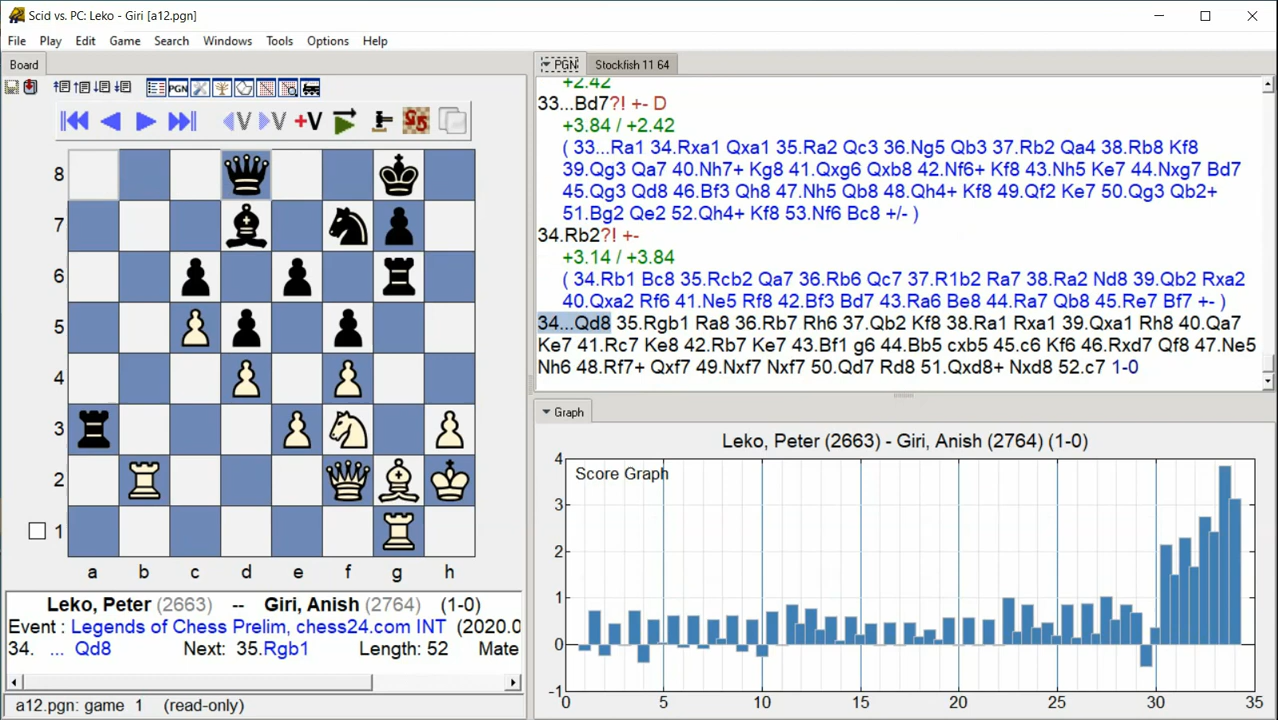 Scid vs. PC: Leko - Giri [a12.pgn]
File Play Edit Game Search Windows Tools Options Help
Board
PGN
8
7
6
5
4
3
2
1
a b c d e f g h
Leko, Peter (2663) -- Giri, Anish (2764) (1-0)
Event : Legends of Chess Prelim, chess24.com INT (2020.0
34. ... Qd8 Next: 35.Rgb1 Length: 52 Mate
a12.pgn: game 1 (read-only)
PGN Stockfish 11 64
+2.42
33...Bd7?! +- D
+3.84 / +2.42
( 33...Ra1 34.Rxa1 Qxa1 35.Ra2 Qc3 36.Ng5 Qb3 37.Rb2 Qa4 38.Rb8 Kf8
39.Qg3 Qa7 40.Nh7+ Kg8 41.Qxg6 Qxb8 42.Nf6+ Kf8 43.Nh5 Ke7 44.Nxg7 Bd7
45.Qg3 Qd8 46.Bf3 Qh8 47.Nh5 Qb8 48.Qh4+ Kf8 49.Qf2 Ke7 50.Qg3 Qb2+
51.Bg2 Qe2 52.Qh4+ Kf8 53.Nf6 Bc8 +/- )
34.Rb2?! +-
+3.14 / +3.84
( 34.Rb1 Bc8 35.Rcb2 Qa7 36.Rb6 Qc7 37.R1b2 Ra7 38.Ra2 Nd8 39.Qb2 Rxa2
40.Qxa2 Rf6 41.Ne5 Rf8 42.Bf3 Bd7 43.Ra6 Be8 44.Ra7 Qb8 45.Re7 Bf7 +- )
34...Qd8 35.Rgb1 Ra8 36.Rb7 Rh6 37.Qb2 Kf8 38.Ra1 Rxa1 39.Qxa1 Rh8 40.Qa7
Ke7 41.Rc7 Ke8 42.Rb7 Ke7 43.Bf1 g6 44.Bb5 cxb5 45.c6 Kf6 46.Rxd7 Qf8 47.Ne5
Nh6 48.Rf7+ Qxf7 49.Nxf7 Nxf7 50.Qd7 Rd8 51.Qxd8+ Nxd8 52.c7 1-0
Graph
Leko, Peter (2663) - Giri, Anish (2764) (1-0)
Score Graph
4
3
2
1
0
-1
0 5 10 15 20 25 30 35